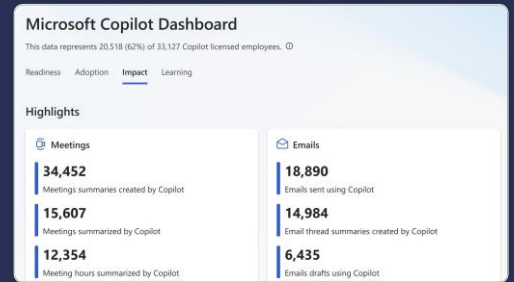 Microsoft Copilot Dashboard
This data represents 20,518 (62%) of 33,127 Copilot licensed employees.
Readiness Adoption Impact Learning
Highlights
Meetings
34,452
Meetings summaries created by Copilot
15,607
Meetings summarized by Copilot
12,354
Meeting hours summarized by Copilot
Emails
18,890
Emails sent using Copilot
14,984
Email thread summaries created by Copilot
6,435
Emails drafts using Copilot